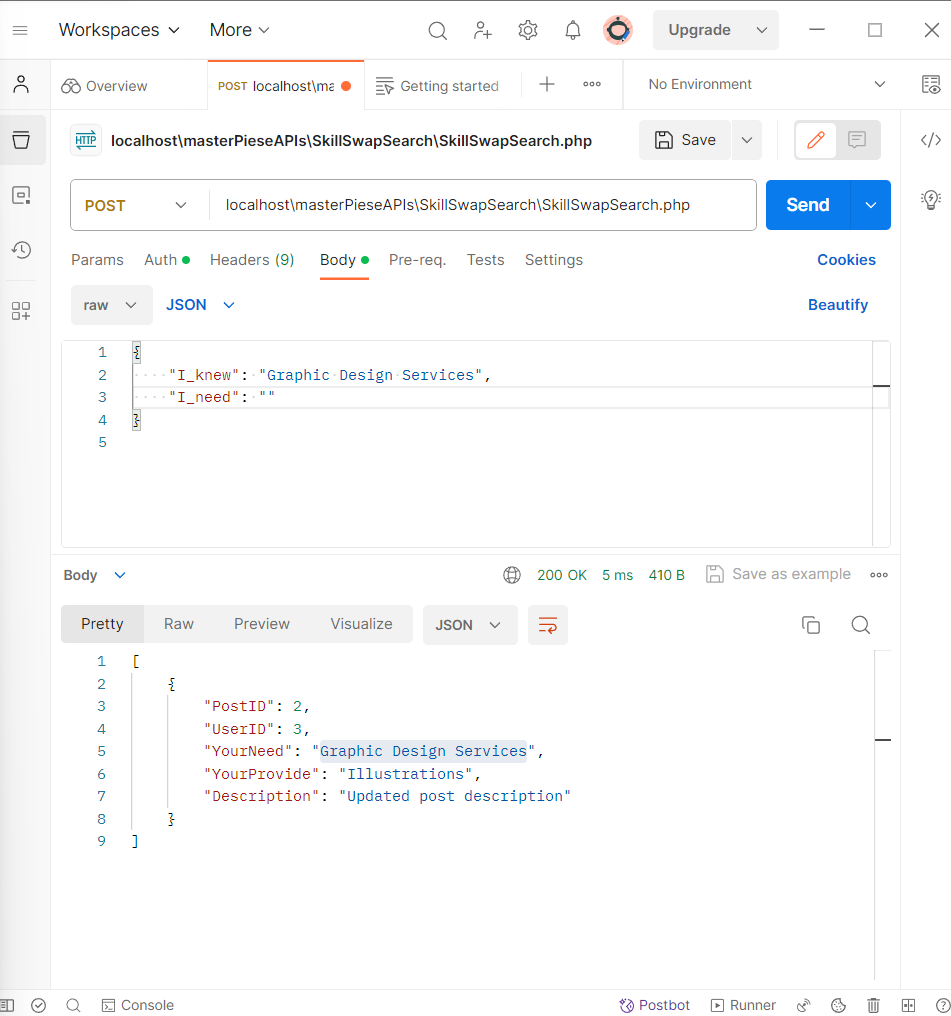 Workspaces More Upgrade
Overview POST localhost\ma Getting started No Environment
HTTP localhost\masterPieseAPIs\SkillSwapSearch\SkillSwapSearch.php Save
POST localhost\masterPieseAPIs\SkillSwapSearch\SkillSwapSearch.php Send
Params Auth Headers (9) Body Pre-req. Tests Settings Cookies
raw JSON Beautify
1 {
2 "I_knew": "Graphic Design Services",
3 "I_need": ""
4 }
5
Body 200 OK 5 ms 410 B Save as example
Pretty Raw Preview Visualize JSON
1 [
2 {
3 "PostID": 2,
4 "UserID": 3,
5 "YourNeed": "Graphic Design Services",
6 "YourProvide": "Illustrations",
7 "Description": "Updated post description"
8 }
9 ]
Console Postbot Runner